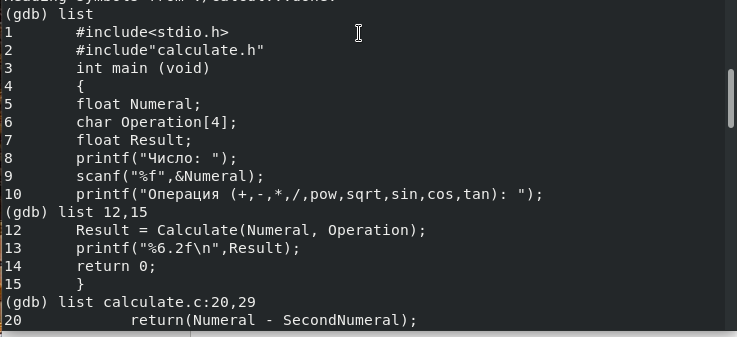 (gdb) list
1 #include<stdio.h>
2 #include"calculate.h"
3 int main (void)
4 {
5 float Numeral;
6 char Operation[4];
7 float Result;
8 printf("Число: ");
9 scanf("%f",&Numeral);
10 printf("Операция (+,-,*,/,pow,sqrt,sin,cos,tan): ");
(gdb) list 12,15
12 Result = Calculate(Numeral, Operation);
13 printf("%6.2f\n",Result);
14 return 0;
15 }
(gdb) list calculate.c:20,29
20 return(Numeral - SecondNumeral);